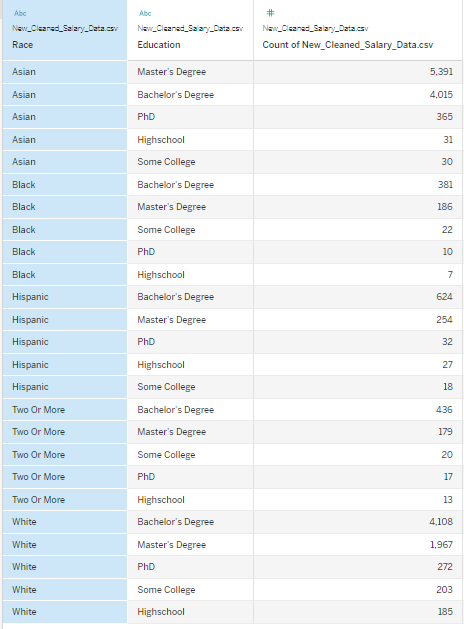 Abc Abc #
New_Cleaned_Salary_Data.csv New_Cleaned_Salary_Data.csv New_Cleaned_Salary_Data.csv
Race Education Count of New_Cleaned_Salary_Data.csv
Asian Master's Degree 5,391
Asian Bachelor's Degree 4,015
Asian PhD 365
Asian Highschool 31
Asian Some College 30
Black Bachelor's Degree 381
Black Master's Degree 186
Black Some College 22
Black PhD 10
Black Highschool 7
Hispanic Bachelor's Degree 624
Hispanic Master's Degree 254
Hispanic PhD 32
Hispanic Highschool 27
Hispanic Some College 18
Two Or More Bachelor's Degree 436
Two Or More Master's Degree 179
Two Or More Some College 20
Two Or More PhD 17
Two Or More Highschool 13
White Bachelor's Degree 4,108
White Master's Degree 1,967
White PhD 272
White Some College 203
White Highschool 185